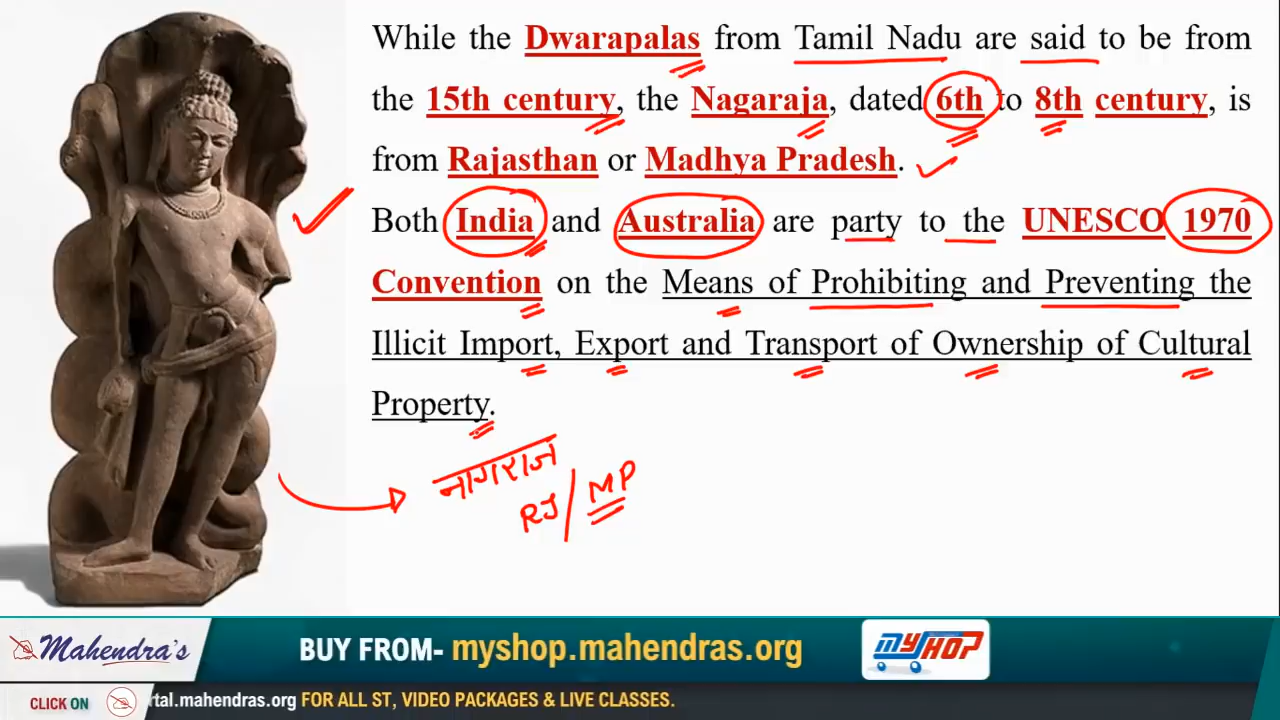 While the Dwarapalas from Tamil Nadu are said to be from
the 15th century, the Nagaraja, dated 6th to 8th century, is
from Rajasthan or Madhya Pradesh.
Both India and Australia are party to the UNESCO 1970
Convention on the Means of Prohibiting and Preventing the
Illicit Import, Export and Transport of Ownership of Cultural
Property.
नागराज
RJ/MP
Mahendra's
BUY FROM- myshop.mahendras.org
MY SHOP
CLICK ON
rtal.mahendras.org FOR ALL ST, VIDEO PACKAGES & LIVE CLASSES.